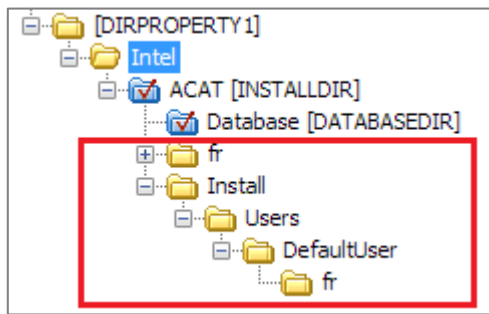 [DIRPROPERTY1]
Intel
ACAT [INSTALLDIR]
Database [DATABASEDIR]
fr
Install
Users
DefaultUser
fr